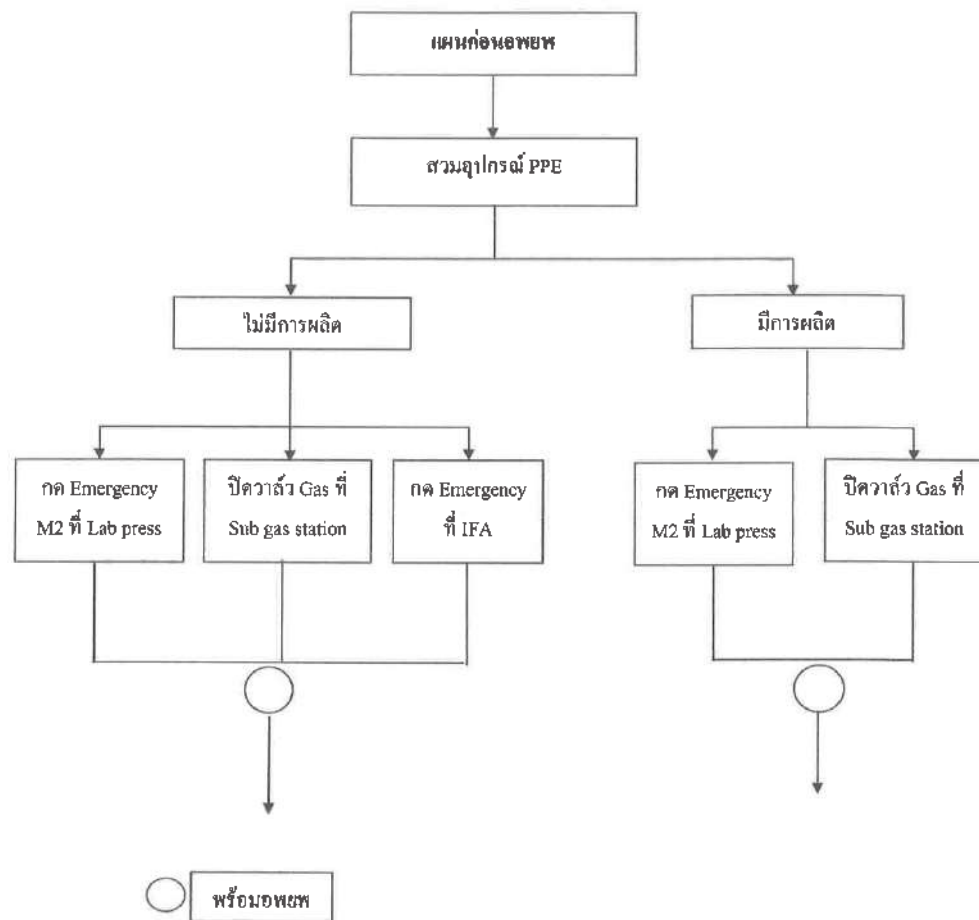 แผนก่อนอพยพ
สวมอุปกรณ์ PPE
ไม่มีการผลิต
มีการผลิต
กด Emergency
M2 ที่ Lab press
ปิดวาล์ว Gas ที่
Sub gas station
กด Emergency
ที่ IFA
กด Emergency
M2 ที่ Lab press
ปิดวาล์ว Gas ที่
Sub gas station
พร้อมอพยพ